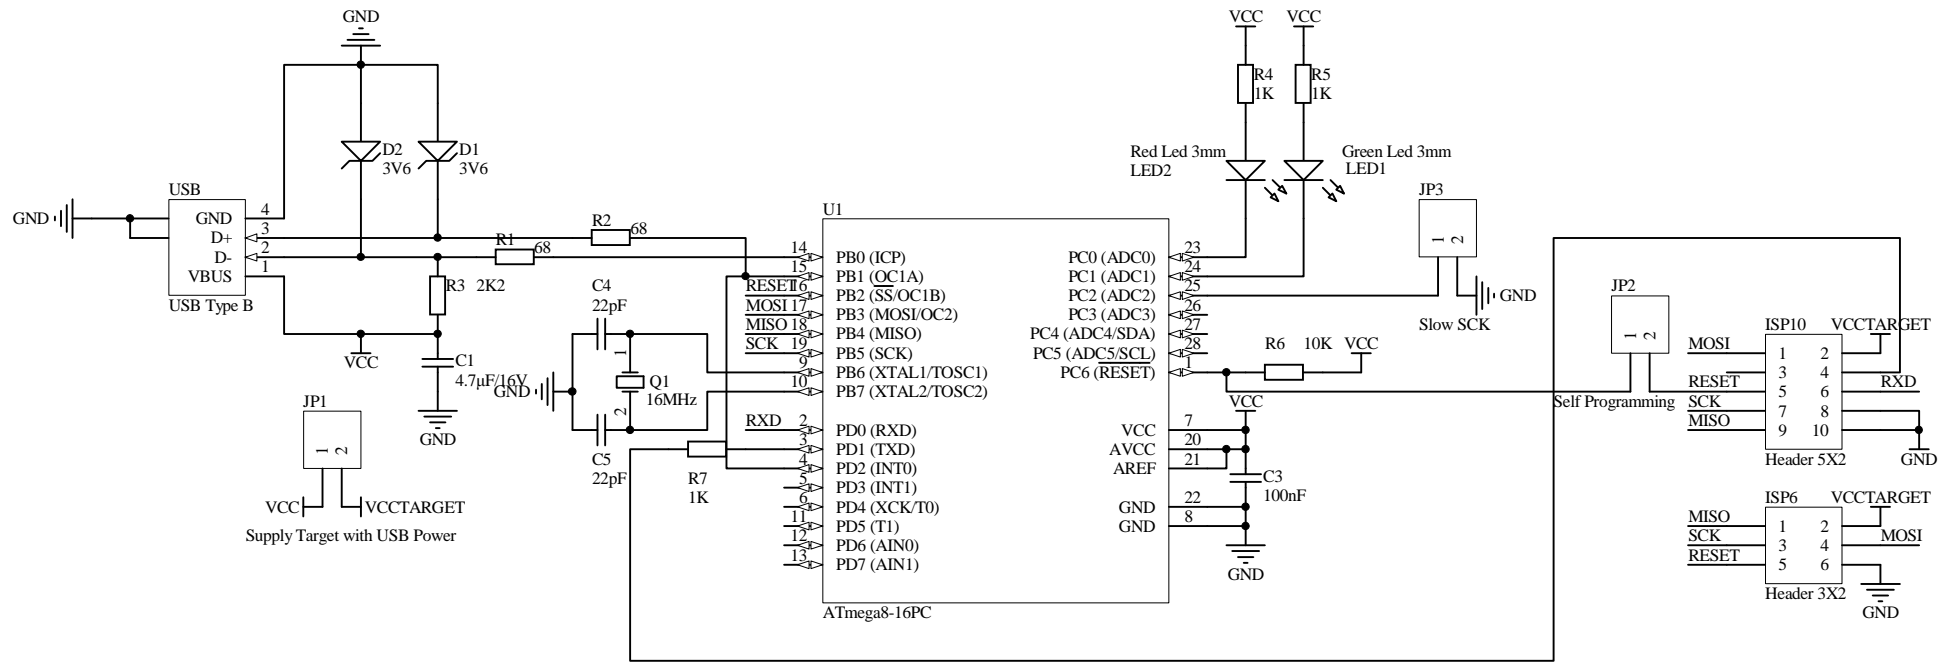 GND
VCC VCC
R4
1K
R5
1K
D2
3V6
D1
3V6
Red Led 3mm
LED2
Green Led 3mm
LED1
USB
GND
GND 4
D+ 3
D- 2
VBUS 1
USB Type B
R2
68
R1
68
R3 2K2
VCC
C1
4.7µF/16V
GND
JP1
1 2
VCC VCCTARGET
Supply Target with USB Power
C4
22pF
GND
1
2
Q1
16MHz
C5
22pF
R7
1K
U1
14 PB0 (ICP)
15 PB1 (OC1A)
RESET 16 PB2 (SS/OC1B)
MOSI 17 PB3 (MOSI/OC2)
MISO 18 PB4 (MISO)
SCK 19 PB5 (SCK)
9 PB6 (XTAL1/TOSC1)
10 PB7 (XTAL2/TOSC2)
RXD 2 PD0 (RXD)
3 PD1 (TXD)
4 PD2 (INT0)
5 PD3 (INT1)
6 PD4 (XCK/T0)
11 PD5 (T1)
12 PD6 (AIN0)
13 PD7 (AIN1)
PC0 (ADC0) 23
PC1 (ADC1) 24
PC2 (ADC2) 25
PC3 (ADC3) 26
PC4 (ADC4/SDA) 27
PC5 (ADC5/SCL) 28
PC6 (RESET) 1
VCC 7
AVCC 20
AREF 21
GND 22
GND 8
ATmega8-16PC
R6 10K
VCC
VCC
C3
100nF
GND
JP3
1 2
GND
Slow SCK
JP2
1 2
Self Programming
ISP10
VCCTARGET
MOSI 1 2
3 4
RESET 5 6 RXD
SCK 7 8
MISO 9 10
Header 5X2
GND
ISP6
VCCTARGET
MISO 1 2
SCK 3 4 MOSI
RESET 5 6
Header 3X2
GND